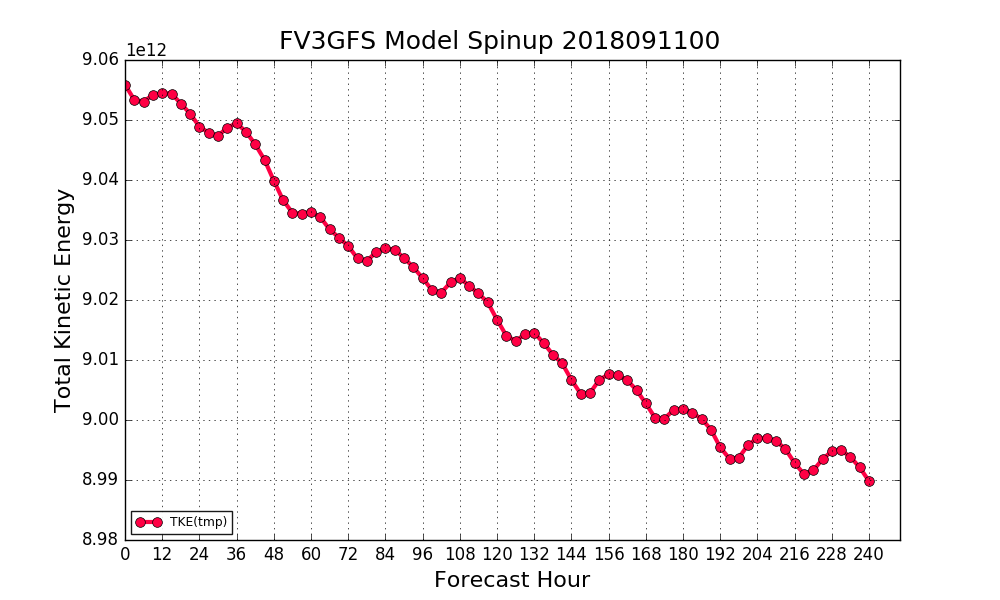 FV3GFS Model Spinup 2018091100
1e12
9.06
9.05
9.04
9.03
9.02
9.01
9.00
8.99
8.98
Total Kinetic Energy
TKE(tmp)
0 12 24 36 48 60 72 84 96 108 120 132 144 156 168 180 192 204 216 228 240
Forecast Hour